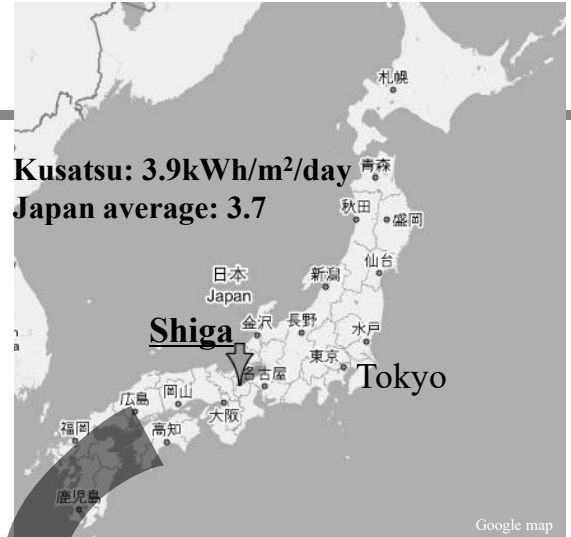 札幌
Kusatsu: 3.9kWh/m²/day
Japan average: 3.7
青森
秋田
盛岡
仙台
日本
Japan
新潟
Shiga
金沢
長野
水戸
東京
Tokyo
名古屋
岡山
広島
大阪
福岡
高知
鹿児島
Google map